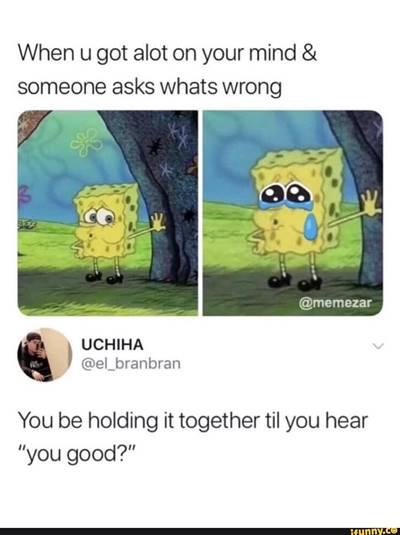 When u got alot on your mind &
someone asks whats wrong
@memezar
UCHIHA
@el_branbran
You be holding it together til you hear
"you good?"
ifunny.co